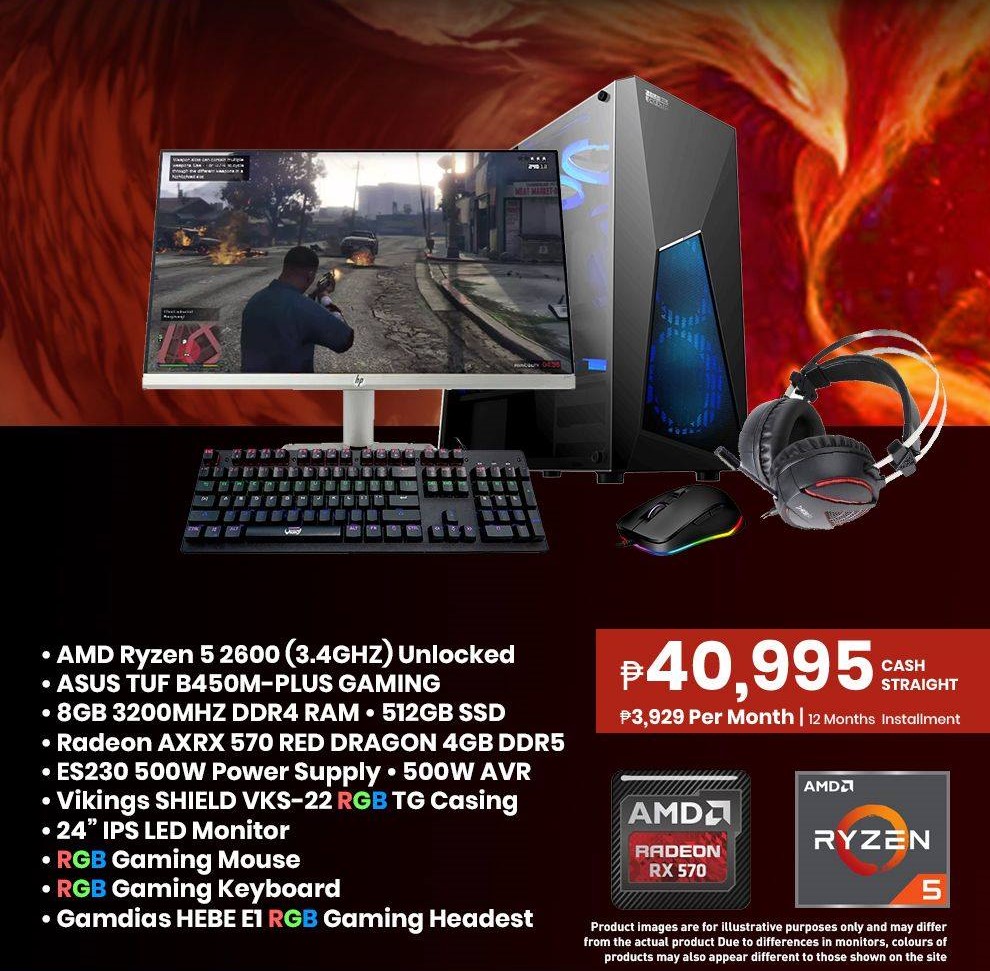 MEAT MARKET
hp
• AMD Ryzen 5 2600 (3.4GHZ) Unlocked
• ASUS TUF B450M-PLUS GAMING
• 8GB 3200MHZ DDR4 RAM • 512GB SSD
• Radeon AXRX 570 RED DRAGON 4GB DDR5
• ES230 500W Power Supply • 500W AVR
• Vikings SHIELD VKS-22 RGB TG Casing
• 24” IPS LED Monitor
• RGB Gaming Mouse
• RGB Gaming Keyboard
• Gamdias HEBE E1 RGB Gaming Headest
₱40,995 CASH STRAIGHT
₱3,929 Per Month | 12 Months Installment
AMD
RADEON
RX 570
AMD
RYZEN
5
Product images are for illustrative purposes only and may differ
from the actual product Due to differences in monitors, colours of
products may also appear different to those shown on the site